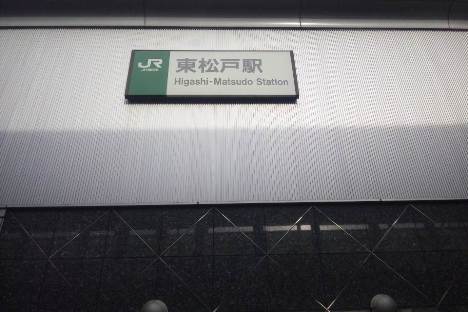 JR
東松戸駅
Higashi-Matsudo Station